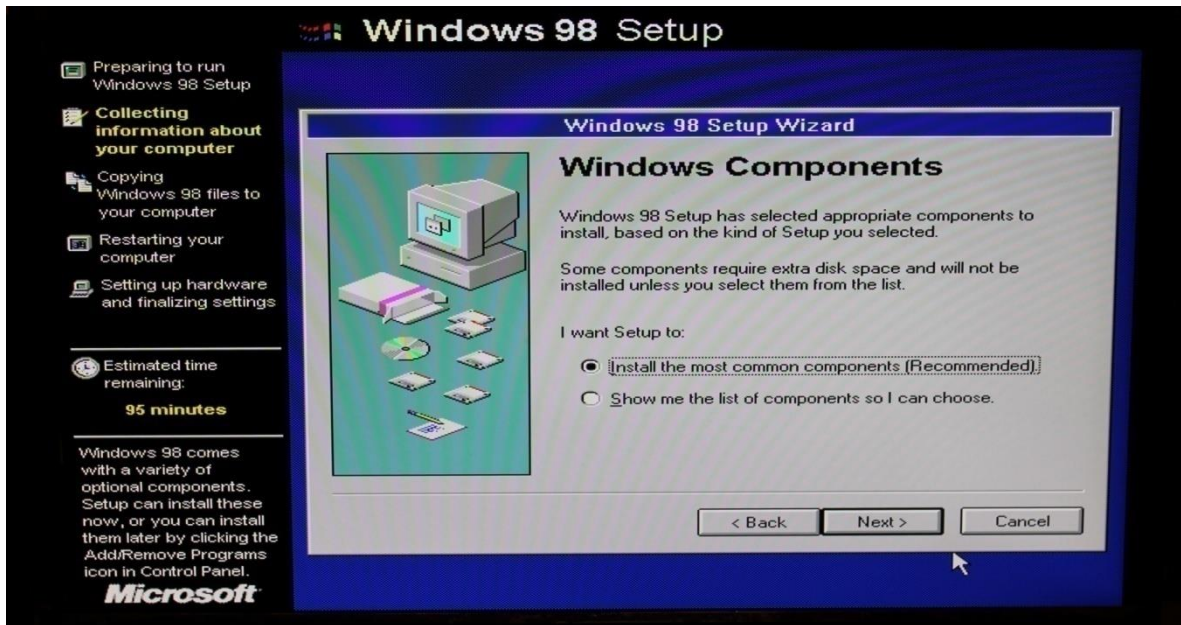 Windows 98 Setup
Preparing to run
Windows 98 Setup
Collecting
information about
your computer
Copying
Windows 98 files to
your computer
Restarting your
computer
Setting up hardware
and finalizing settings
Estimated time
remaining:
95 minutes
Windows 98 comes
with a variety of
optional components.
Setup can install these
now, or you can install
them later by clicking the
Add/Remove Programs
icon in Control Panel.
Microsoft
Windows 98 Setup Wizard
Windows Components
Windows 98 Setup has selected appropriate components to
install, based on the kind of Setup you selected.
Some components require extra disk space and will not be
installed unless you select them from the list.
I want Setup to:
Install the most common components (Recommended).
Show me the list of components so I can choose.
< Back
Next >
Cancel